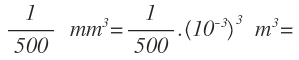 1/500 mm³ = 1/500 .(10⁻³)³ m³ =